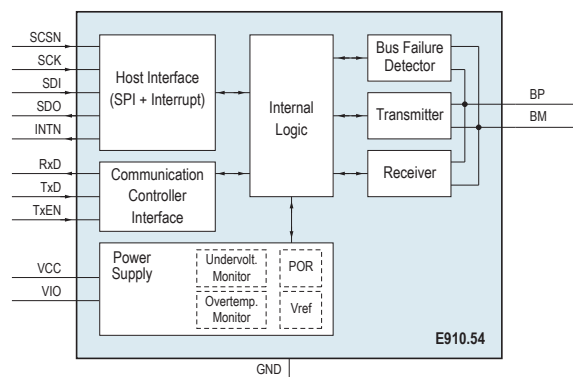 SCSN
SCK
SDI
SDO
INTN
Host Interface
(SPI + Interrupt)
RxD
TxD
TxEN
Communication
Controller
Interface
Internal
Logic
Bus Failure
Detector
Transmitter
Receiver
BP
BM
VCC
VIO
Power
Supply
Undervolt.
Monitor
POR
Overtemp.
Monitor
Vref
E910.54
GND